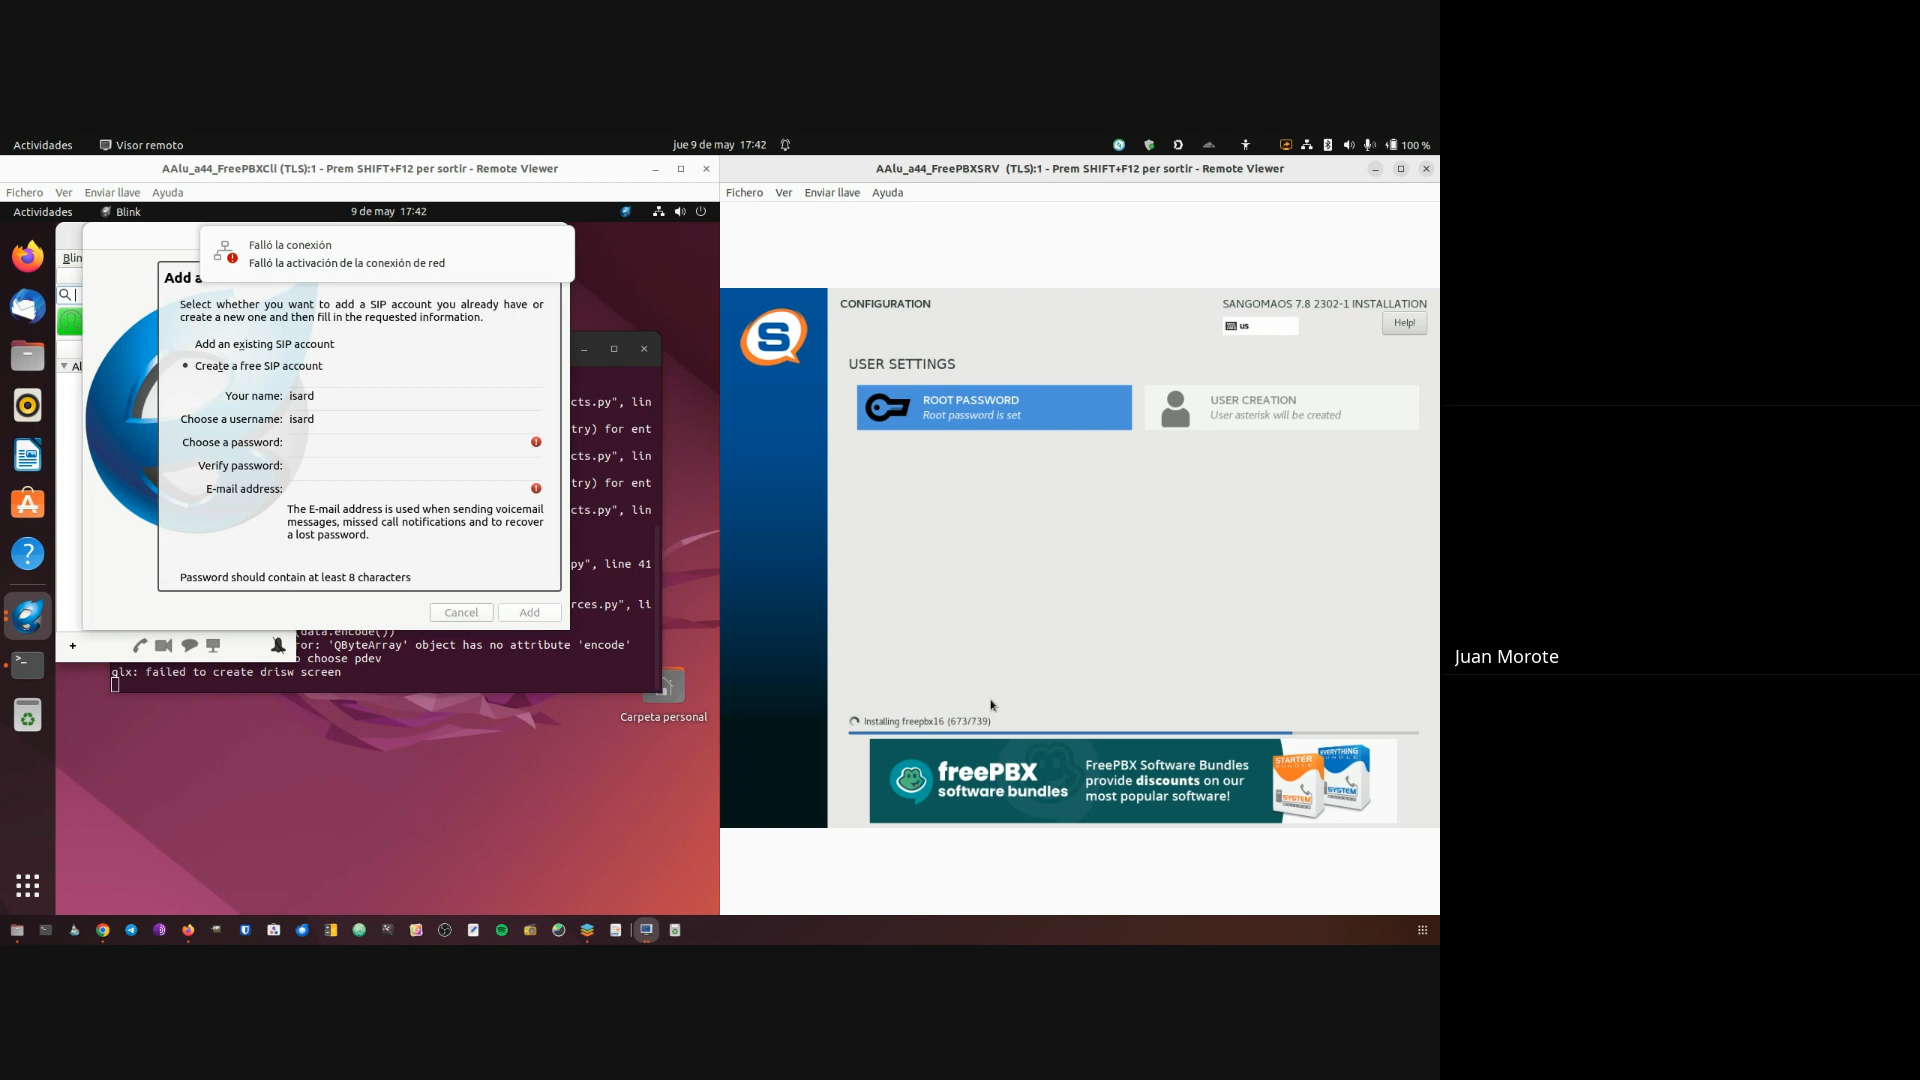 Actividades
Visor remoto
jue 9 de may 17:42
100 %
AAlu_a44_FreePBXCli (TLS):1 - Prem SHIFT+F12 per sortir - Remote Viewer
Fichero Ver Enviar llave Ayuda
Actividades
Blink
9 de may 17:42
Falló la conexión
Falló la activación de la conexión de red
Blin
Add a
Select whether you want to add a SIP account you already have or
create a new one and then fill in the requested information.
Add an existing SIP account
Create a free SIP account
Your name: isard
Choose a username: isard
Choose a password:
Verify password:
E-mail address:
The E-mail address is used when sending voicemail
messages, missed call notifications and to recover
a lost password.
Password should contain at least 8 characters
Cancel
Add
Al
cts.py", lin
try) for ent
cts.py", lin
try) for ent
cts.py", lin
py", line 41
rces.py", li
(data.encode())
ror: 'QByteArray' object has no attribute 'encode'
o choose pdev
glx: failed to create drisw screen
Carpeta personal
AAlu_a44_FreePBXSRV (TLS):1 - Prem SHIFT+F12 per sortir - Remote Viewer
Fichero Ver Enviar llave Ayuda
CONFIGURATION
SANGOMAOS 7.8 2302-1 INSTALLATION
us
Help!
USER SETTINGS
ROOT PASSWORD
Root password is set
USER CREATION
User asterisk will be created
Installing freepbx16 (673/739)
freePBX
software bundles
FreePBX Software Bundles
provide discounts on our
most popular software!
STARTER
SYSTEM
EVERYTHING
SYSTEM
Juan Morote